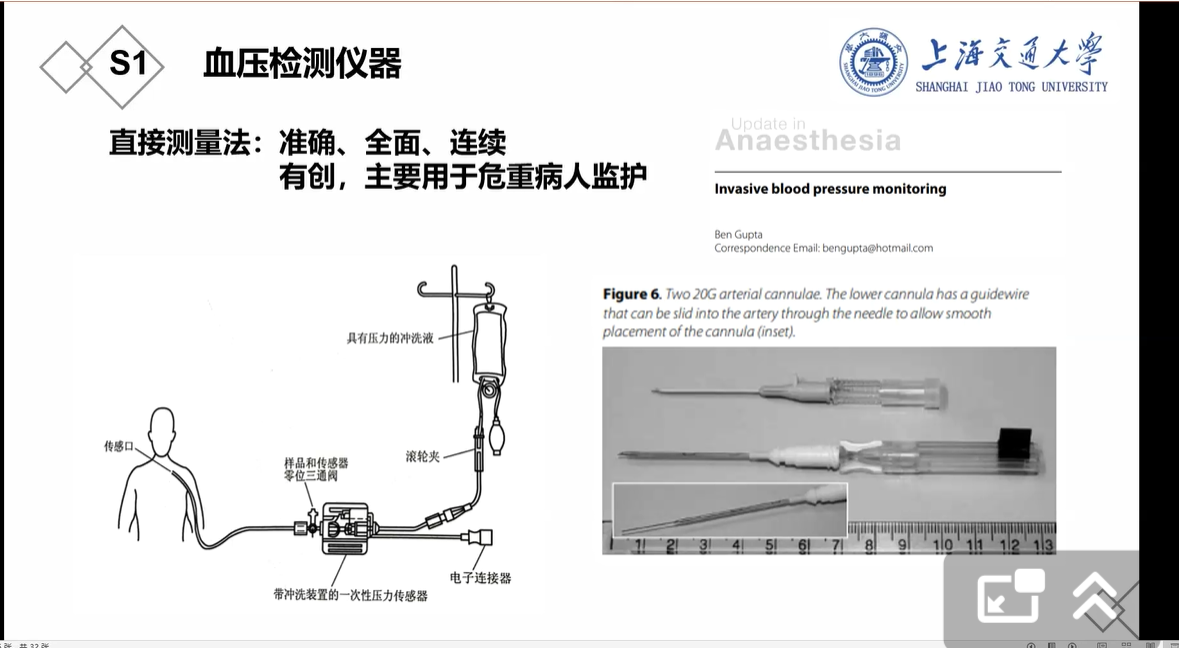 S1
血压检测仪器
上海交通大学
SHANGHAI JIAO TONG UNIVERSITY
直接测量法：准确、全面、连续
有创，主要用于危重病人监护
Update in
Anaesthesia
Invasive blood pressure monitoring
Ben Gupta
Correspondence Email: bengupta@hotmail.com
Figure 6. Two 20G arterial cannulae. The lower cannula has a guidewire
that can be slid into the artery through the needle to allow smooth
placement of the cannula (inset).
具有压力的冲洗液
传感口
滚轮夹
样品和传感器
零位三通阀
电子连接器
带冲洗装置的一次性压力传感器
1 2 3 4 5 6 7 8 9 10 11 12 13